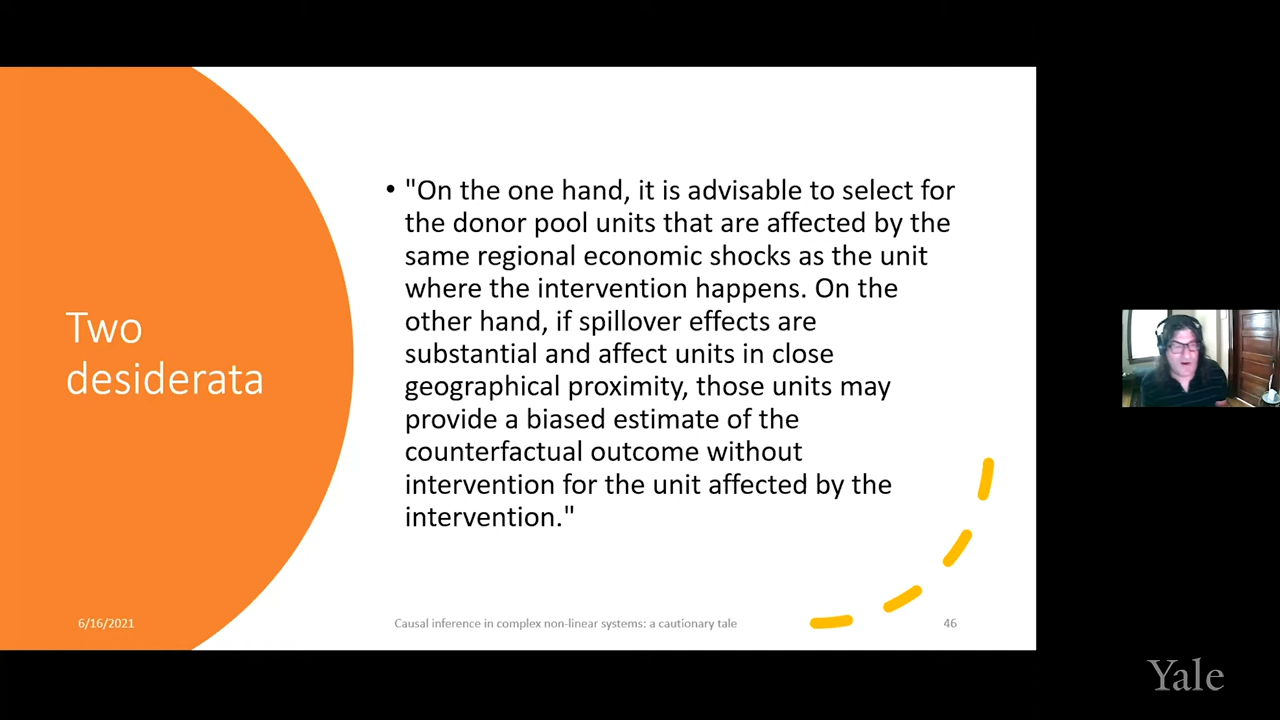 Two
desiderata
• "On the one hand, it is advisable to select for
the donor pool units that are affected by the
same regional economic shocks as the unit
where the intervention happens. On the
other hand, if spillover effects are
substantial and affect units in close
geographical proximity, those units may
provide a biased estimate of the
counterfactual outcome without
intervention for the unit affected by the
intervention."
6/16/2021
Causal inference in complex non-linear systems: a cautionary tale
46
Yale